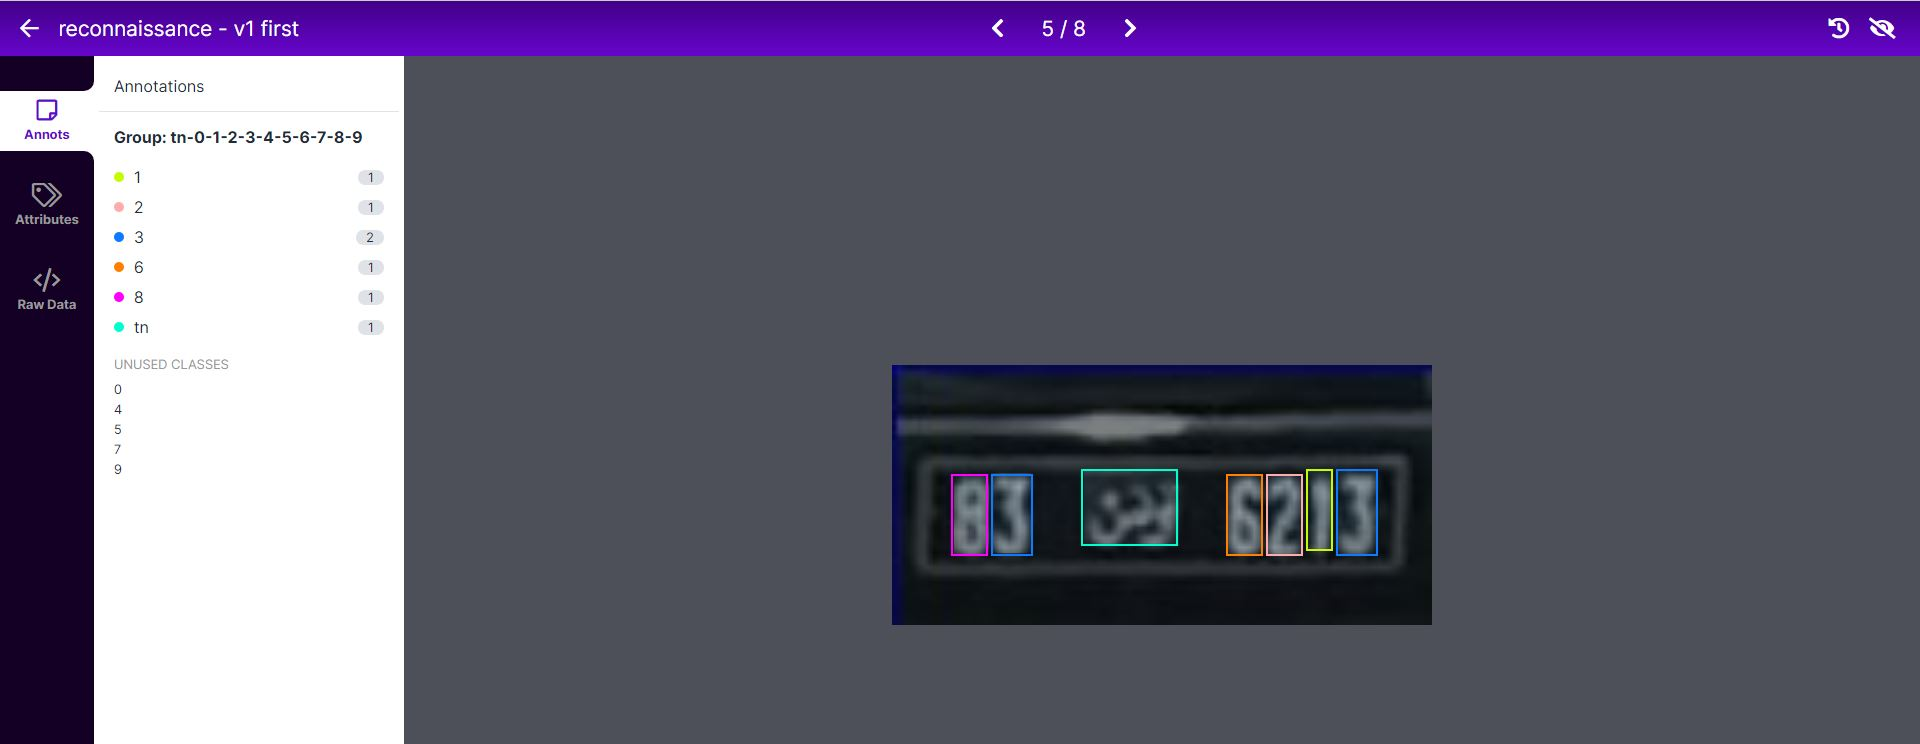 reconnaissance - v1 first
5 / 8
Annots
Attributes
Raw Data
Annotations
Group: tn-0-1-2-3-4-5-6-7-8-9
1 1
2 1
3 2
6 1
8 1
tn 1
UNUSED CLASSES
0
4
5
7
9
83 تونس 6213